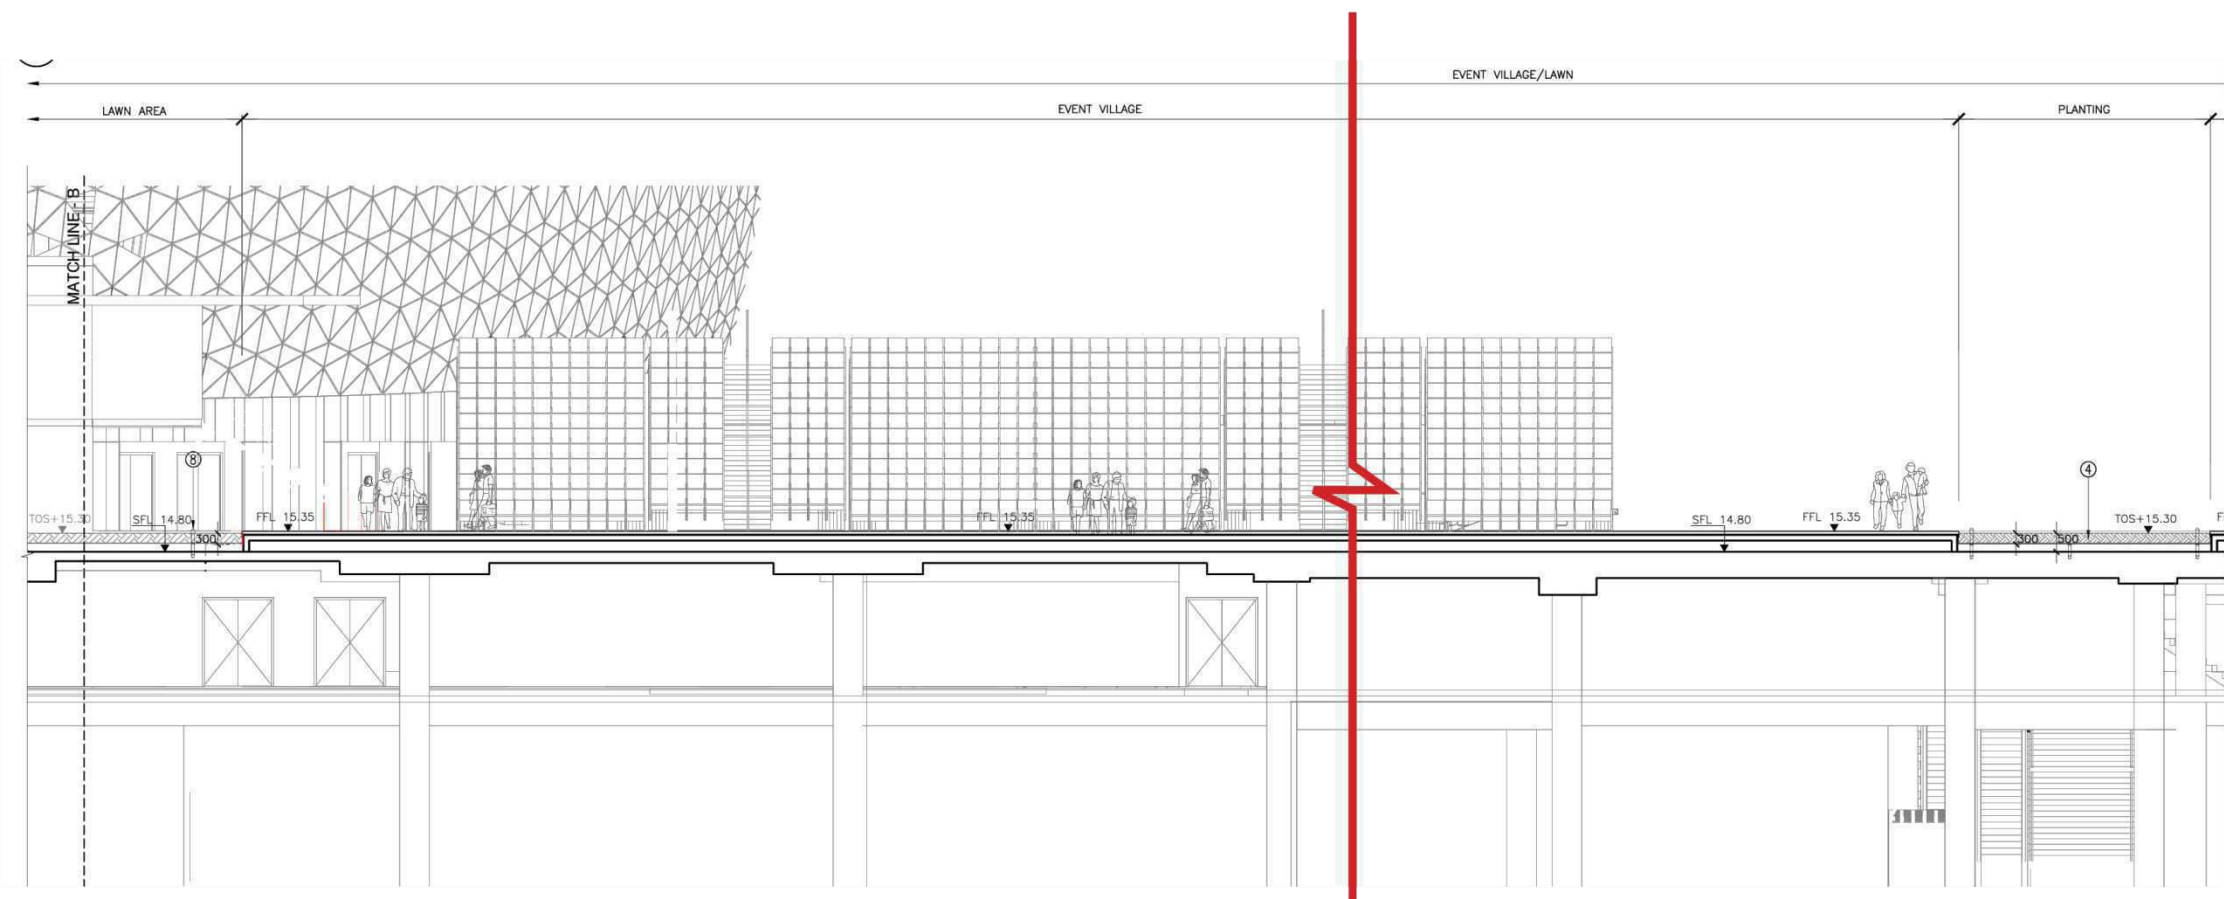 EVENT VILLAGE/LAWN
LAWN AREA
EVENT VILLAGE
PLANTING
MATCH LINE - B
8
4
TOS+15.30
SFL 14.80
FFL 15.35
FFL 15.35
SFL 14.80
FFL 15.35
TOS+15.30
F
300
300
500